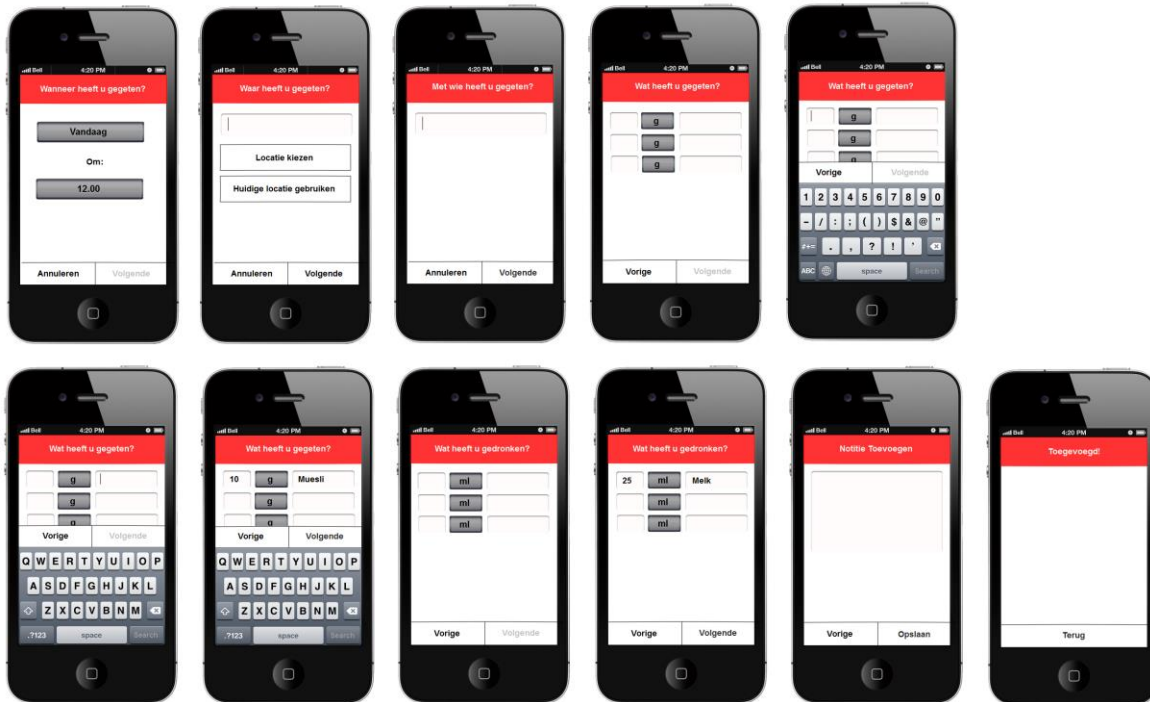 Bell 4:20 PM
Wanneer heeft u gegeten?
Vandaag
Om:
12.00
Annuleren Volgende
Bell 4:20 PM
Waar heeft u gegeten?
Locatie kiezen
Huidige locatie gebruiken
Annuleren Volgende
Bell 4:20 PM
Met wie heeft u gegeten?
Annuleren Volgende
Bell 4:20 PM
Wat heeft u gegeten?
g
g
g
Vorige Volgende
Bell 4:20 PM
Wat heeft u gegeten?
g
g
g
Vorige Volgende
1 2 3 4 5 6 7 8 9 0
- / : ; ( ) $ & @ "
#+= . , ? ! '
ABC space Search
Bell 4:20 PM
Wat heeft u gegeten?
g
g
g
Vorige Volgende
Q W E R T Y U I O P
A S D F G H J K L
Z X C V B N M
.?123 space Search
Bell 4:20 PM
Wat heeft u gegeten?
10 g Muesli
g
g
Vorige Volgende
Q W E R T Y U I O P
A S D F G H J K L
Z X C V B N M
.?123 space Search
Bell 4:20 PM
Wat heeft u gedronken?
ml
ml
ml
Vorige Volgende
Bell 4:20 PM
Wat heeft u gedronken?
25 ml Melk
ml
ml
Vorige Volgende
Bell 4:20 PM
Notitie Toevoegen
Vorige Opslaan
Bell 4:20 PM
Toegevoegd!
Terug